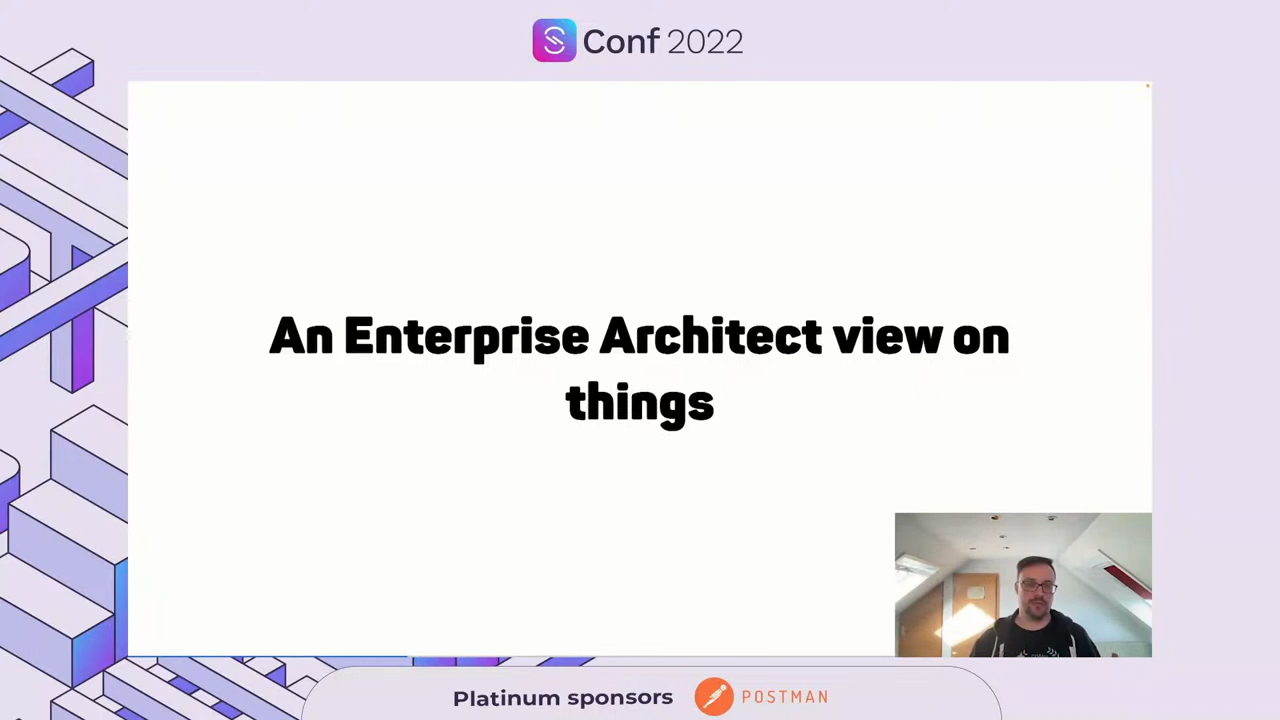 Conf 2022
An Enterprise Architect view on
things
Platinum sponsors POSTMAN